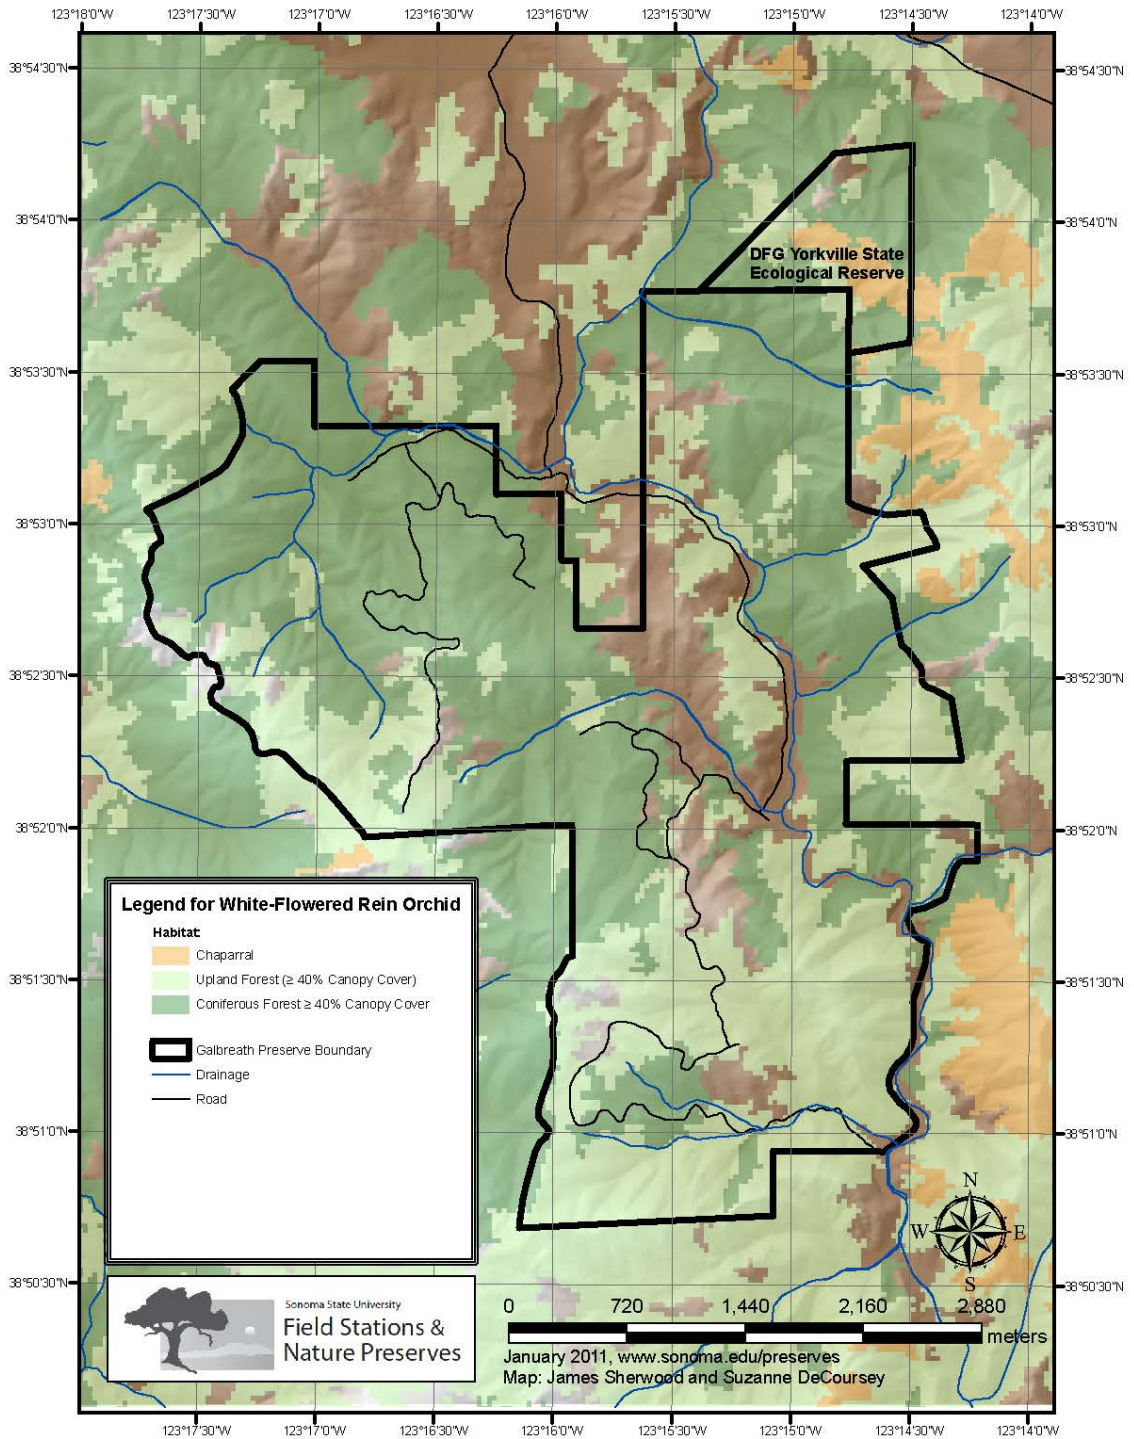 123°18'0"W 123°17'30"W 123°17'0"W 123°16'30"W 123°16'0"W 123°15'30"W 123°15'0"W 123°14'30"W 123°14'0"W
38°54'30"N 38°54'30"N
38°54'0"N 38°54'0"N
DFG Yorkville State
Ecological Reserve
38°53'30"N 38°53'30"N
38°53'0"N 38°53'0"N
38°52'30"N 38°52'30"N
38°52'0"N 38°52'0"N
Legend for White-Flowered Rein Orchid
Habitat:
Chaparral
Upland Forest (≥ 40% Canopy Cover)
Coniferous Forest ≥ 40% Canopy Cover
Galbreath Preserve Boundary
Drainage
Road
38°51'30"N 38°51'30"N
38°51'0"N 38°51'0"N
N
W E
S
38°50'30"N 38°50'30"N
Sonoma State University
Field Stations &
Nature Preserves
0 720 1,440 2,160 2,880
meters
January 2011, www.sonoma.edu/preserves
Map: James Sherwood and Suzanne DeCoursey
123°17'30"W 123°17'0"W 123°16'30"W 123°16'0"W 123°15'30"W 123°15'0"W 123°14'30"W 123°14'0"W